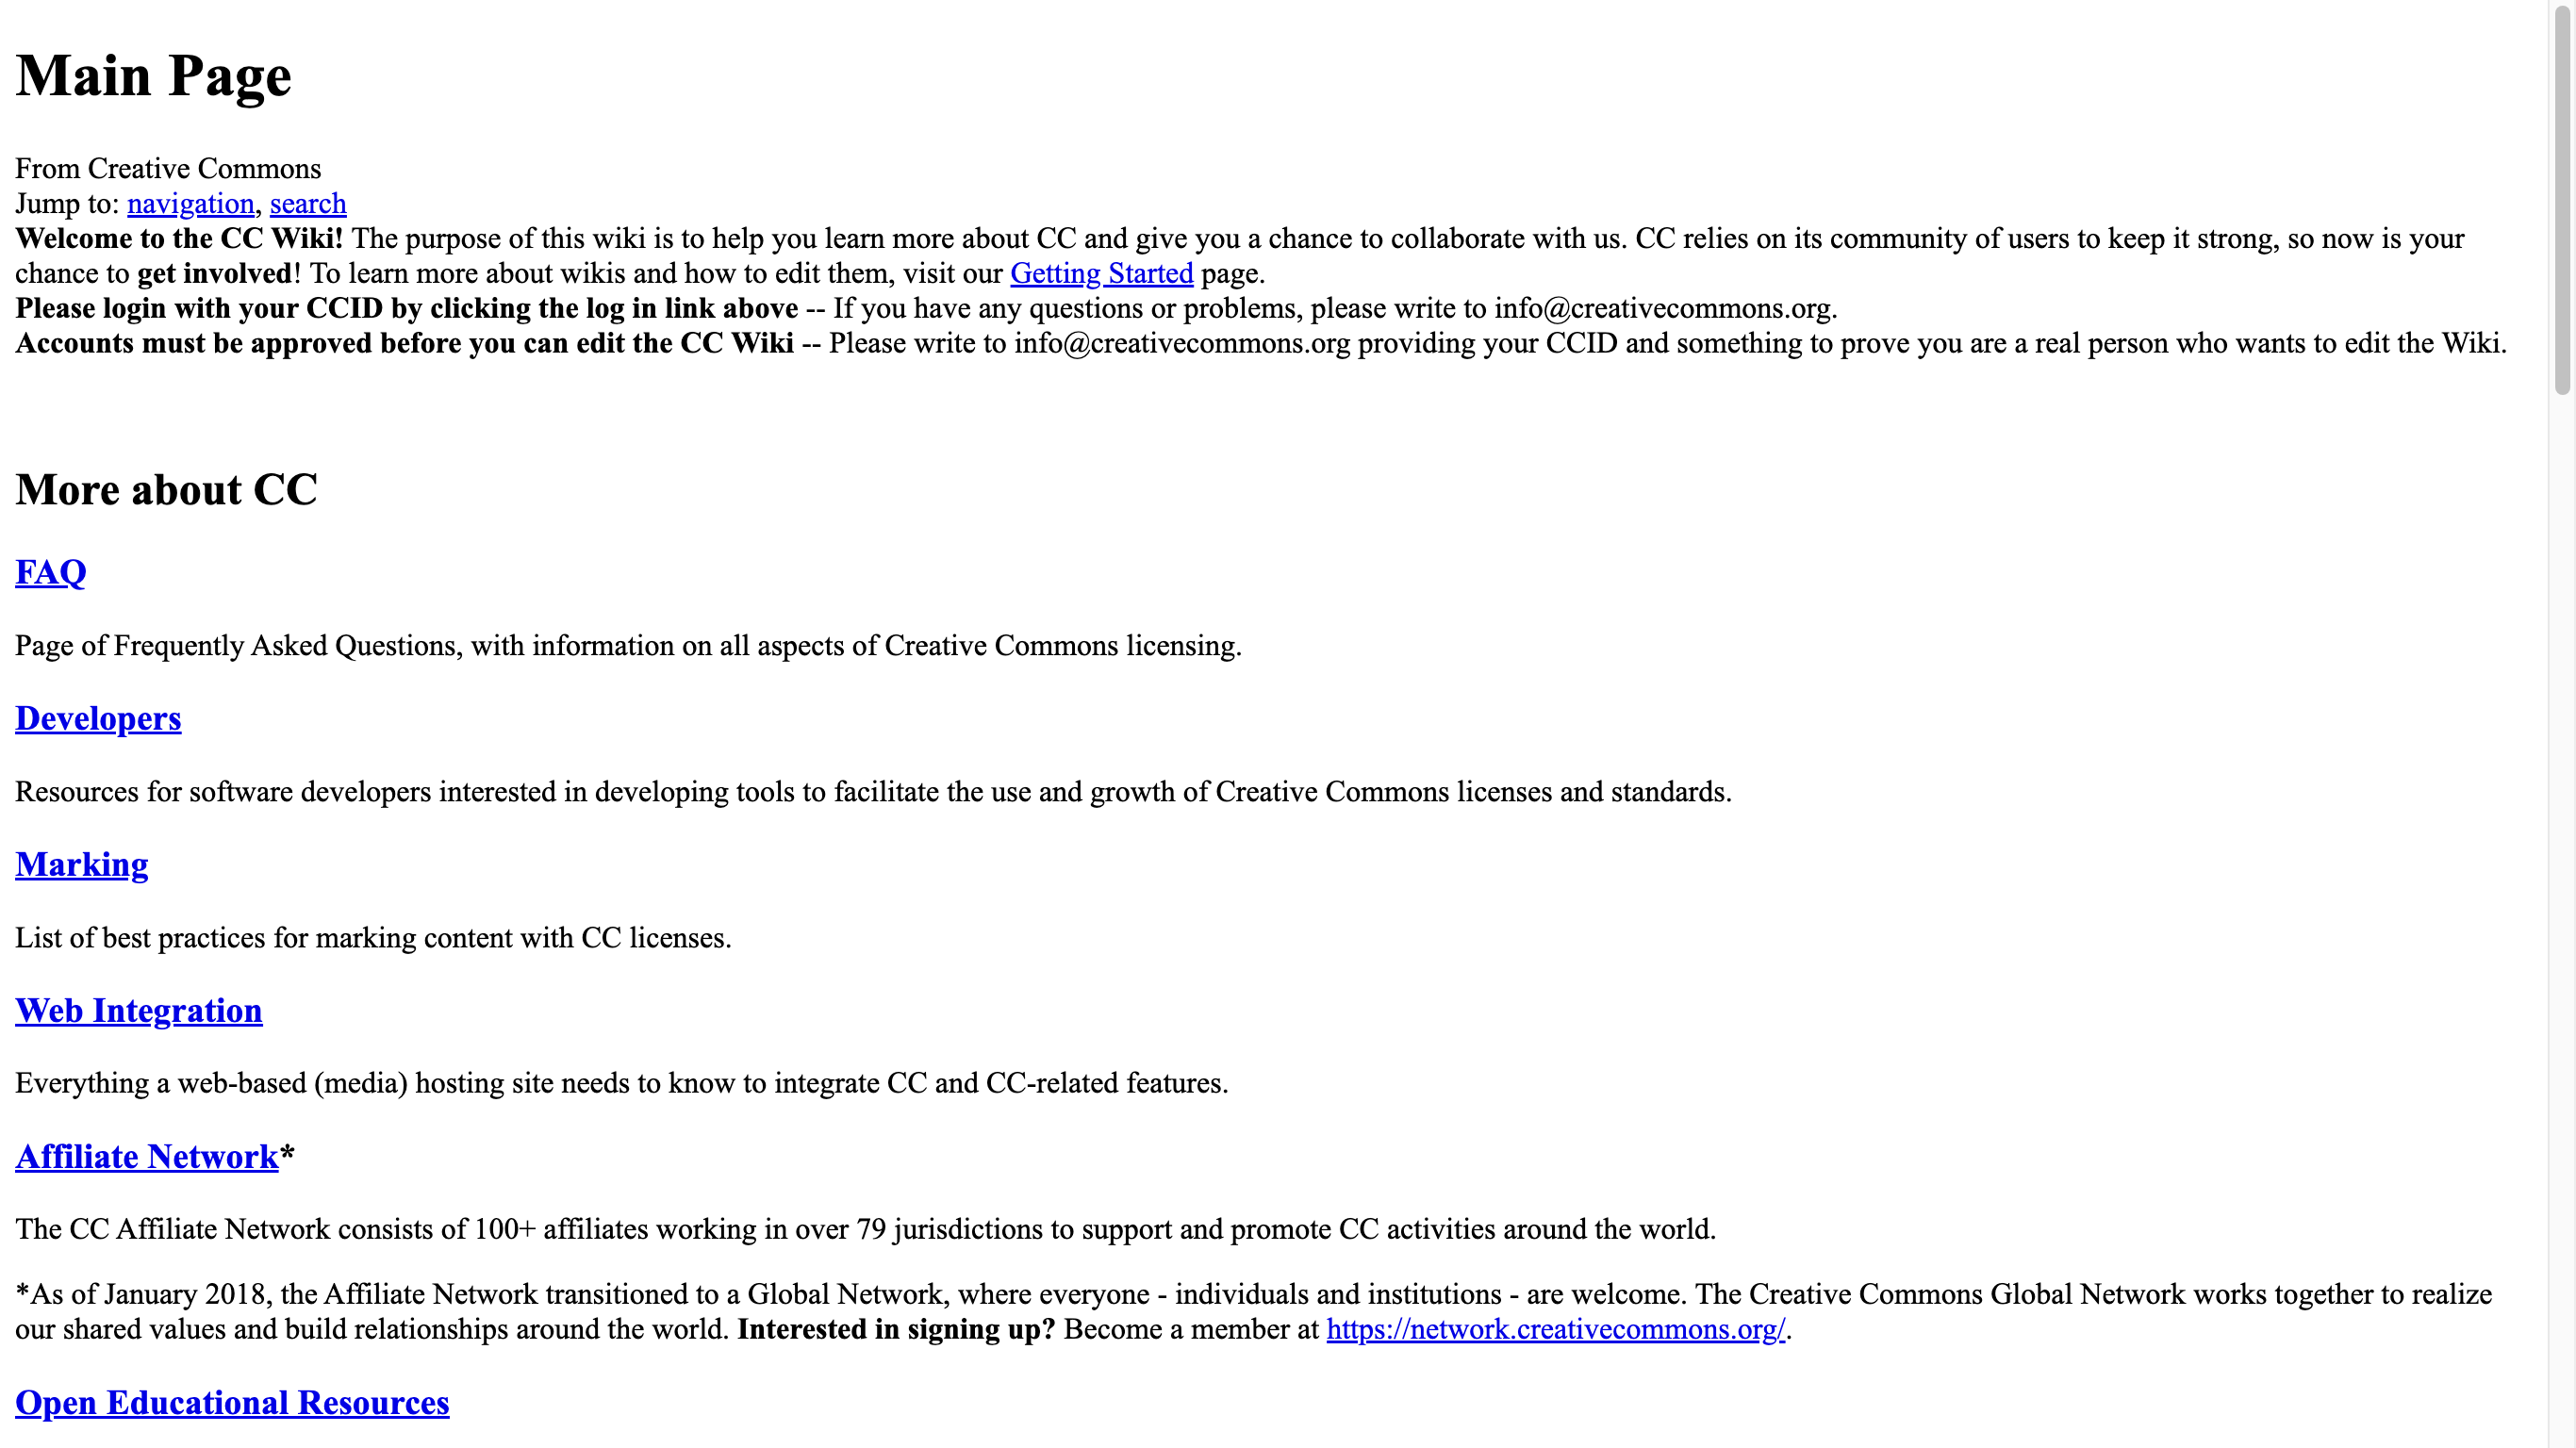 Main Page
From Creative Commons
Jump to: navigation, search
Welcome to the CC Wiki! The purpose of this wiki is to help you learn more about CC and give you a chance to collaborate with us. CC relies on its community of users to keep it strong, so now is your
chance to get involved! To learn more about wikis and how to edit them, visit our Getting Started page.
Please login with your CCID by clicking the log in link above -- If you have any questions or problems, please write to info@creativecommons.org.
Accounts must be approved before you can edit the CC Wiki -- Please write to info@creativecommons.org providing your CCID and something to prove you are a real person who wants to edit the Wiki.
More about CC
FAQ
Page of Frequently Asked Questions, with information on all aspects of Creative Commons licensing.
Developers
Resources for software developers interested in developing tools to facilitate the use and growth of Creative Commons licenses and standards.
Marking
List of best practices for marking content with CC licenses.
Web Integration
Everything a web-based (media) hosting site needs to know to integrate CC and CC-related features.
Affiliate Network*
The CC Affiliate Network consists of 100+ affiliates working in over 79 jurisdictions to support and promote CC activities around the world.
*As of January 2018, the Affiliate Network transitioned to a Global Network, where everyone - individuals and institutions - are welcome. The Creative Commons Global Network works together to realize
our shared values and build relationships around the world. Interested in signing up? Become a member at https://network.creativecommons.org/.
Open Educational Resources